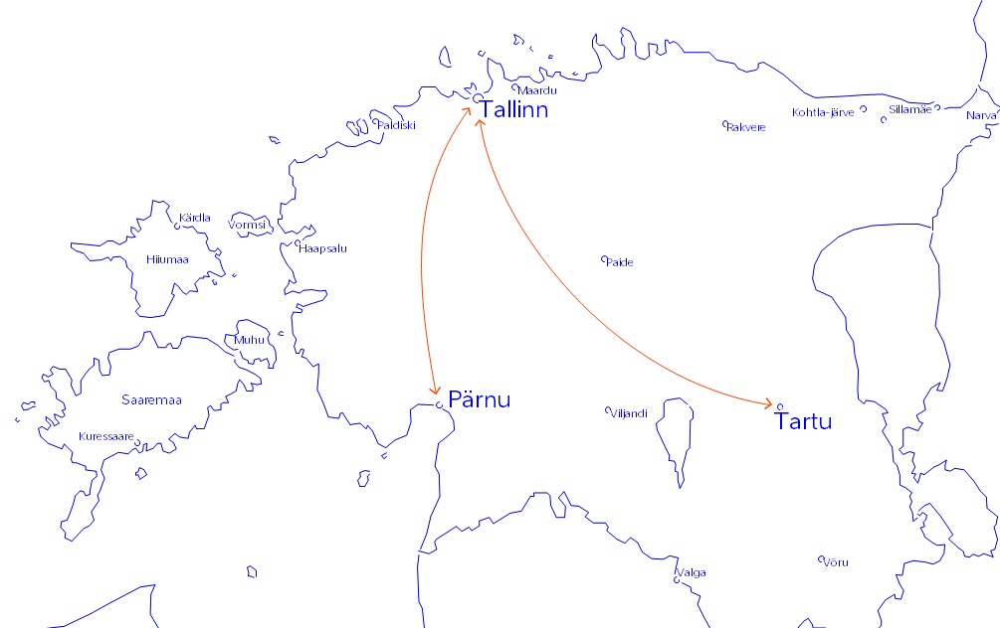 Maardu
Tallinn
Paldiski
Kohtla-järve
Sillamäe
Narva
Rakvere
Kärdla
Vormsi
Haapsalu
Hiiumaa
Paide
Muhu
Saaremaa
Pärnu
Viljandi
Tartu
Kuressaare
Võru
Valga